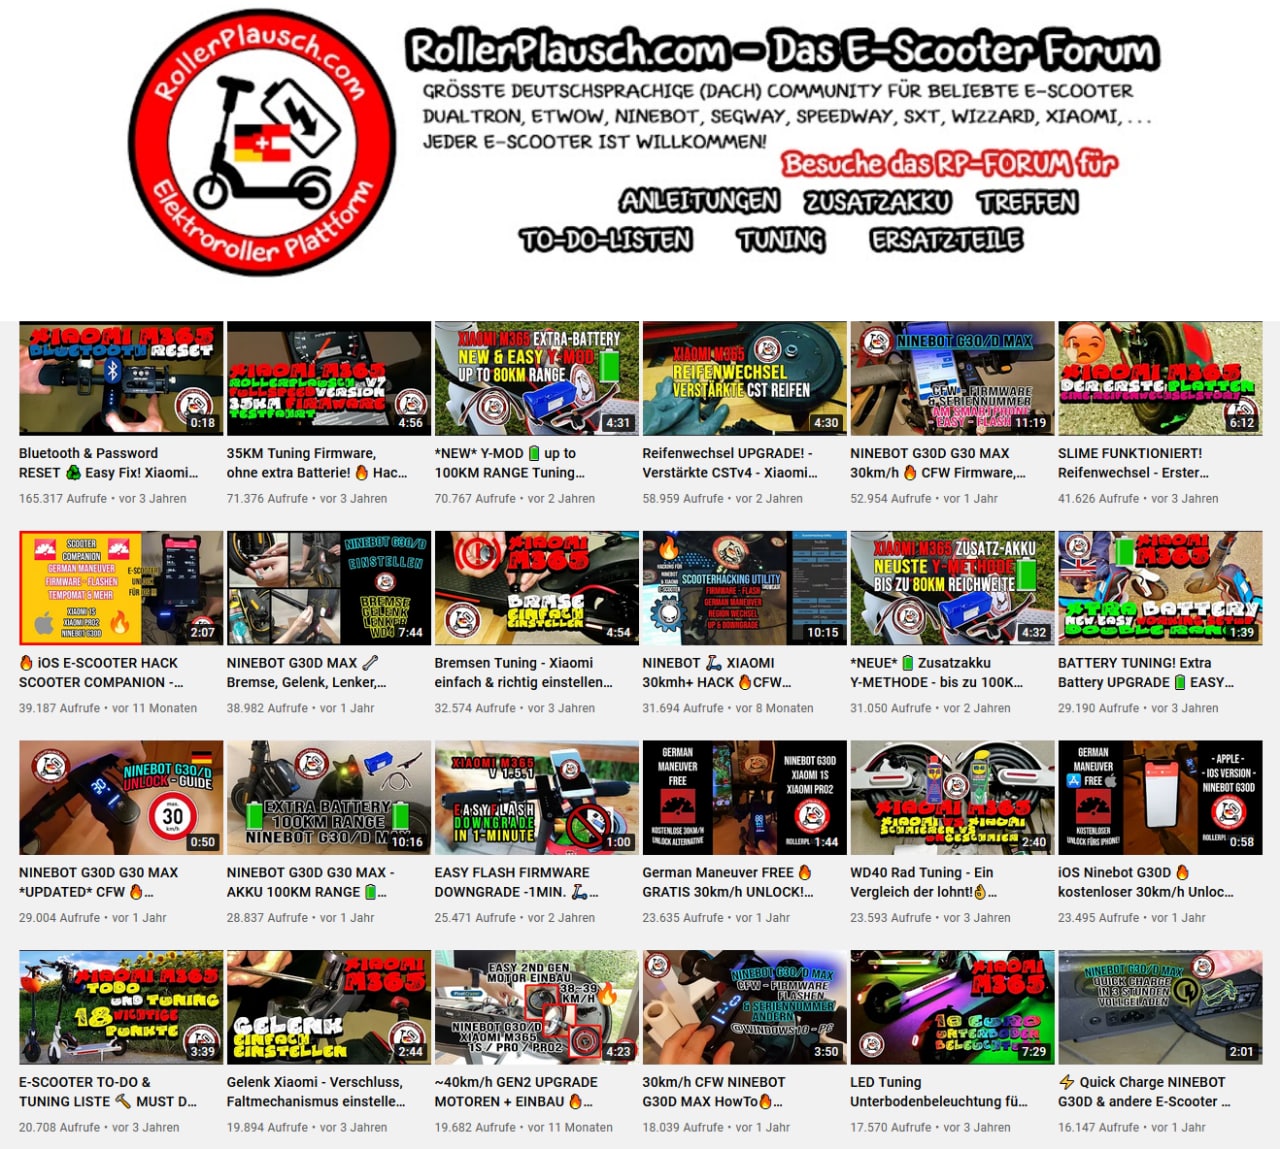 RollerPlausch.com
Elektroroller Plattform
RollerPlausch.com – Das E-Scooter Forum
GRÖSSTE DEUTSCHSPRACHIGE (DACH) COMMUNITY FÜR BELIEBTE E-SCOOTER
DUALTRON, ETWOW, NINEBOT, SEGWAY, SPEEDWAY, SXT, WIZZARD, XIAOMI, ...
JEDER E-SCOOTER IST WILLKOMMEN!
Besuche das RP-FORUM für
ANLEITUNGEN ZUSATZAKKU TREFFEN
TO-DO-LISTEN TUNING ERSATZTEILE
XIAOMI M365
BLUETOOTH RESET
0:18
Bluetooth & Password
RESET ♻ Easy Fix! Xiaomi...
165.317 Aufrufe • vor 3 Jahren
XIAOMI M365
ROLLERPLAUSCH V7
FULLSPEED VERSION
35KM FIRMWARE
TESTFAHRT
4:56
35KM Tuning Firmware,
ohne extra Batterie! 🔥 Hac...
71.376 Aufrufe • vor 3 Jahren
XIAOMI M365 EXTRA-BATTERY
NEW & EASY Y-MOD
UP TO 80KM RANGE
4:31
*NEW* Y-MOD 🔋 up to
100KM RANGE Tuning...
70.767 Aufrufe • vor 2 Jahren
XIAOMI M365
REIFENWECHSEL
VERSTÄRKTE CST REIFEN
4:30
Reifenwechsel UPGRADE! -
Verstärkte CSTv4 - Xiaomi...
58.959 Aufrufe • vor 2 Jahren
NINEBOT G30/D MAX
CFW - FIRMWARE
& SERIENNUMMER
AM SMARTPHONE
- EASY - FLASH
11:19
NINEBOT G30D G30 MAX
30km/h 🔥 CFW Firmware,...
52.954 Aufrufe • vor 1 Jahr
XIAOMI M365
DER ERSTE PLATTEN
EINE REIFENWECHSELSTORY
6:12
SLIME FUNKTIONIERT!
Reifenwechsel - Erster...
41.626 Aufrufe • vor 3 Jahren
SCOOTER
COMPANION
GERMAN MANEUVER
FIRMWARE - FLASHEN
TEMPOMAT & MEHR
XIAOMI 1S
XIAOMI PRO2
NINEBOT G30D
2:07
🔥 iOS E-SCOOTER HACK
SCOOTER COMPANION -...
39.187 Aufrufe • vor 11 Monaten
NINEBOT G30/D
EINSTELLEN
BREMSE
GELENK
LENKER
WD40
7:44
NINEBOT G30D MAX 🦴
Bremse, Gelenk, Lenker,...
38.982 Aufrufe • vor 1 Jahr
XIAOMI
M365
BREMSE
EINFACH
EINSTELLEN
4:54
Bremsen Tuning - Xiaomi
einfach & richtig einstellen...
32.574 Aufrufe • vor 3 Jahren
SCOOTERHACKING UTILITY
FIRMWARE - FLASH
GERMAN MANEUVER
REGION WECHSEL
UP & DOWNGRADE
10:15
NINEBOT 🛴 XIAOMI
30kmh+ HACK 🔥CFW...
31.694 Aufrufe • vor 8 Monaten
XIAOMI M365 ZUSATZ-AKKU
NEUSTE Y-METHODE
BIS ZU 80KM REICHWEITE
4:32
*NEUE* 🔋 Zusatzakku
Y-METHODE - bis zu 100K...
31.050 Aufrufe • vor 2 Jahren
XIAOMI
M365
XTRA BATTERY
NEW EASY WORKING SETUP
DOUBLE RANGE
1:39
BATTERY TUNING! Extra
Battery UPGRADE 🔋 EASY...
29.190 Aufrufe • vor 3 Jahren
NINEBOT G30/D
UNLOCK - GUIDE
max.
30
km/h
0:50
NINEBOT G30D G30 MAX
*UPDATED* CFW 🔥...
29.004 Aufrufe • vor 1 Jahr
EXTRA BATTERY
100KM RANGE
NINEBOT G30/D MAX
10:16
NINEBOT G30D G30 MAX -
AKKU 100KM RANGE 🔋...
28.837 Aufrufe • vor 1 Jahr
XIAOMI M365
V 1.5.1
EASY FLASH
DOWNGRADE
IN 1-MINUTE
1:00
EASY FLASH FIRMWARE
DOWNGRADE -1MIN. 🛴...
25.471 Aufrufe • vor 2 Jahren
GERMAN
MANEUVER
FREE
KOSTENLOSE 30KM/H
UNLOCK ALTERNATIVE
NINEBOT G30D
XIAOMI 1S
XIAOMI PRO2
1:44
German Maneuver FREE 🔥
GRATIS 30km/h UNLOCK!...
23.635 Aufrufe • vor 1 Jahr
XIAOMI M365
2:40
WD40 Rad Tuning - Ein
Vergleich der lohnt!👌...
23.593 Aufrufe • vor 3 Jahren
GERMAN
MANEUVER
FREE
KOSTENLOSER
30KM/H
UNLOCK FÜRS IPHONE!
- APPLE -
- IOS VERSION -
NINEBOT G30D
0:58
iOS Ninebot G30D 🔥
kostenloser 30km/h Unloc...
23.495 Aufrufe • vor 1 Jahr
XIAOMI M365
TODO
UND TUNING
18 WICHTIGE
PUNKTE
3:39
E-SCOOTER TO-DO &
TUNING LISTE 🔨 MUST D...
20.708 Aufrufe • vor 3 Jahren
XIAOMI
M365
GELENK
EINFACH
EINSTELLEN
2:44
Gelenk Xiaomi - Verschluss,
Faltmechanismus einstelle...
19.894 Aufrufe • vor 3 Jahren
EASY 2ND GEN
MOTOR EINBAU
38-39
KM/H
NINEBOT G30/D
XIAOMI M365
1S / PRO / PRO2
4:23
~40km/h GEN2 UPGRADE
MOTOREN + EINBAU 🔥...
19.682 Aufrufe • vor 11 Monaten
NINEBOT G30/D MAX
CFW - FIRMWARE
FLASHEN
& SERIENNUMMER
ÄNDERN
@WINDOWS10 - PC
3:50
30km/h CFW NINEBOT
G30D MAX HowTo🔥...
18.039 Aufrufe • vor 1 Jahr
XIAOMI
M365
10 EURO
UNTERBODEN
BELEUCHTUNG
7:29
LED Tuning
Unterbodenbeleuchtung fü...
17.570 Aufrufe • vor 3 Jahren
NINEBOT G30/D MAX
QUICK CHARGE
IN 3 STUNDEN
VOLLGELADEN
2:01
⚡ Quick Charge NINEBOT
G30D & andere E-Scooter ...
16.147 Aufrufe • vor 1 Jahr